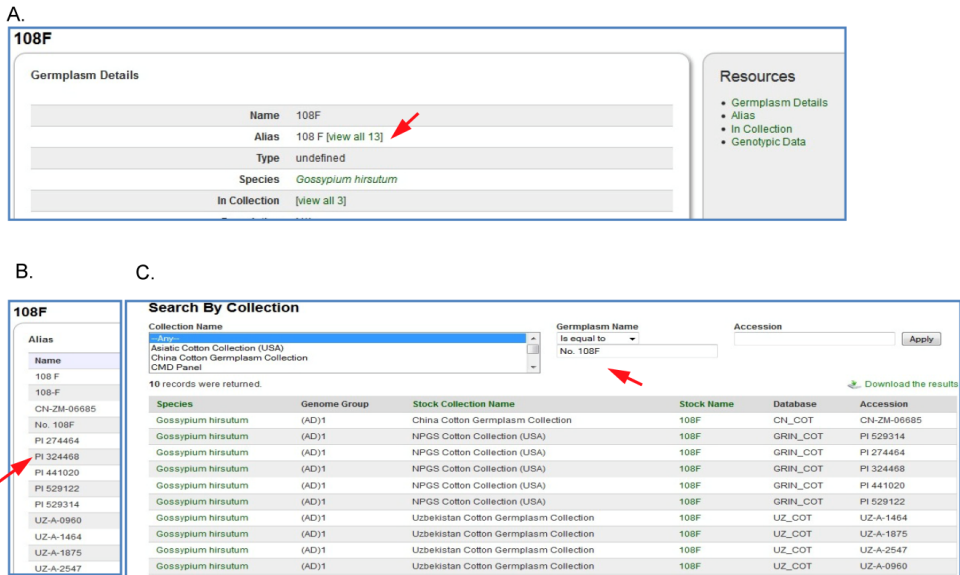 A.
108F
Germplasm Details
Name 108F
Alias 108 F [view all 13]
Type undefined
Species Gossypium hirsutum
In Collection [view all 3]
Resources
Germplasm Details
Alias
In Collection
Genotypic Data
B.
108F
Alias
Name
108 F
108-F
CN-ZM-06685
No. 108F
PI 274464
PI 324468
PI 441020
PI 529122
PI 529314
UZ-A-0960
UZ-A-1464
UZ-A-1875
UZ-A-2547
C.
Search By Collection
Collection Name Germplasm Name Accession
--Any-- Is equal to Apply
Asiatic Cotton Collection (USA) No. 108F
China Cotton Germplasm Collection
CMD Panel
10 records were returned. Download the results
Species Genome Group Stock Collection Name Stock Name Database Accession
Gossypium hirsutum (AD)1 China Cotton Germplasm Collection 108F CN_COT CN-ZM-06685
Gossypium hirsutum (AD)1 NPGS Cotton Collection (USA) 108F GRIN_COT PI 529314
Gossypium hirsutum (AD)1 NPGS Cotton Collection (USA) 108F GRIN_COT PI 274464
Gossypium hirsutum (AD)1 NPGS Cotton Collection (USA) 108F GRIN_COT PI 324468
Gossypium hirsutum (AD)1 NPGS Cotton Collection (USA) 108F GRIN_COT PI 441020
Gossypium hirsutum (AD)1 NPGS Cotton Collection (USA) 108F GRIN_COT PI 529122
Gossypium hirsutum (AD)1 Uzbekistan Cotton Germplasm Collection 108F UZ_COT UZ-A-1464
Gossypium hirsutum (AD)1 Uzbekistan Cotton Germplasm Collection 108F UZ_COT UZ-A-1875
Gossypium hirsutum (AD)1 Uzbekistan Cotton Germplasm Collection 108F UZ_COT UZ-A-2547
Gossypium hirsutum (AD)1 Uzbekistan Cotton Germplasm Collection 108F UZ_COT UZ-A-0960